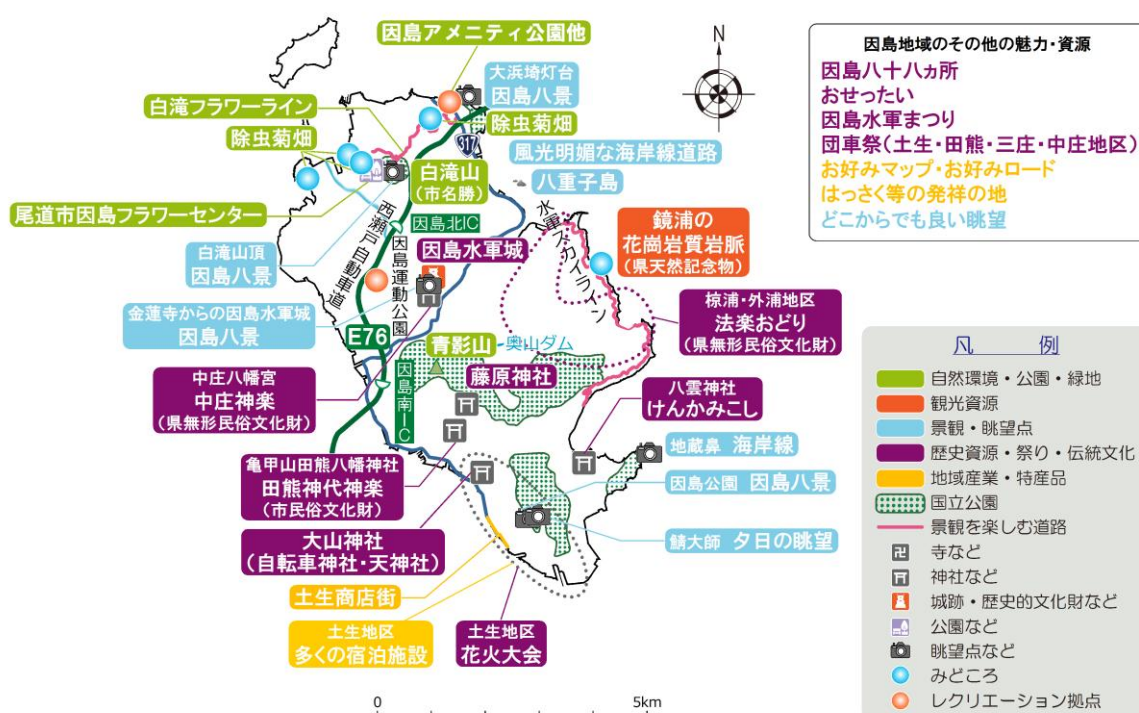 因島アメニティ公園他
大浜埼灯台
因島八景
白滝フラワーライン
除虫菊畑
除虫菊畑
317
風光明媚な海岸線道路
白滝山
(市名勝)
八重子島
尾道市因島フラワーセンター
西瀬戸自動車道
因島北IC
水軍スカイライン
鏡浦の
花崗岩質岩脈
(県天然記念物)
白滝山頂
因島八景
因島水軍城
因島運動公園
椋浦・外浦地区
法楽おどり
(県無形民俗文化財)
金蓮寺からの因島水軍城
因島八景
E76
青影山
奥山ダム
藤原神社
中庄八幡宮
中庄神楽
(県無形民俗文化財)
因島南IC
八雲神社
けんかみこし
地蔵鼻 海岸線
亀甲山田熊八幡神社
田熊神代神楽
(市民俗文化財)
因島公園 因島八景
大山神社
(自転車神社・天神社)
鯖大師 夕日の眺望
土生商店街
土生地区
多くの宿泊施設
土生地区
花火大会
N
0 5km
因島地域のその他の魅力・資源
因島八十八ヵ所
おせったい
因島水軍まつり
団車祭(土生・田熊・三庄・中庄地区)
お好みマップ・お好みロード
はっさく等の発祥の地
どこからでも良い眺望
凡 例
自然環境・公園・緑地
観光資源
景観・眺望点
歴史資源・祭り・伝統文化
地域産業・特産品
国立公園
景観を楽しむ道路
寺など
神社など
城跡・歴史的文化財など
公園など
眺望点など
みどころ
レクリエーション拠点